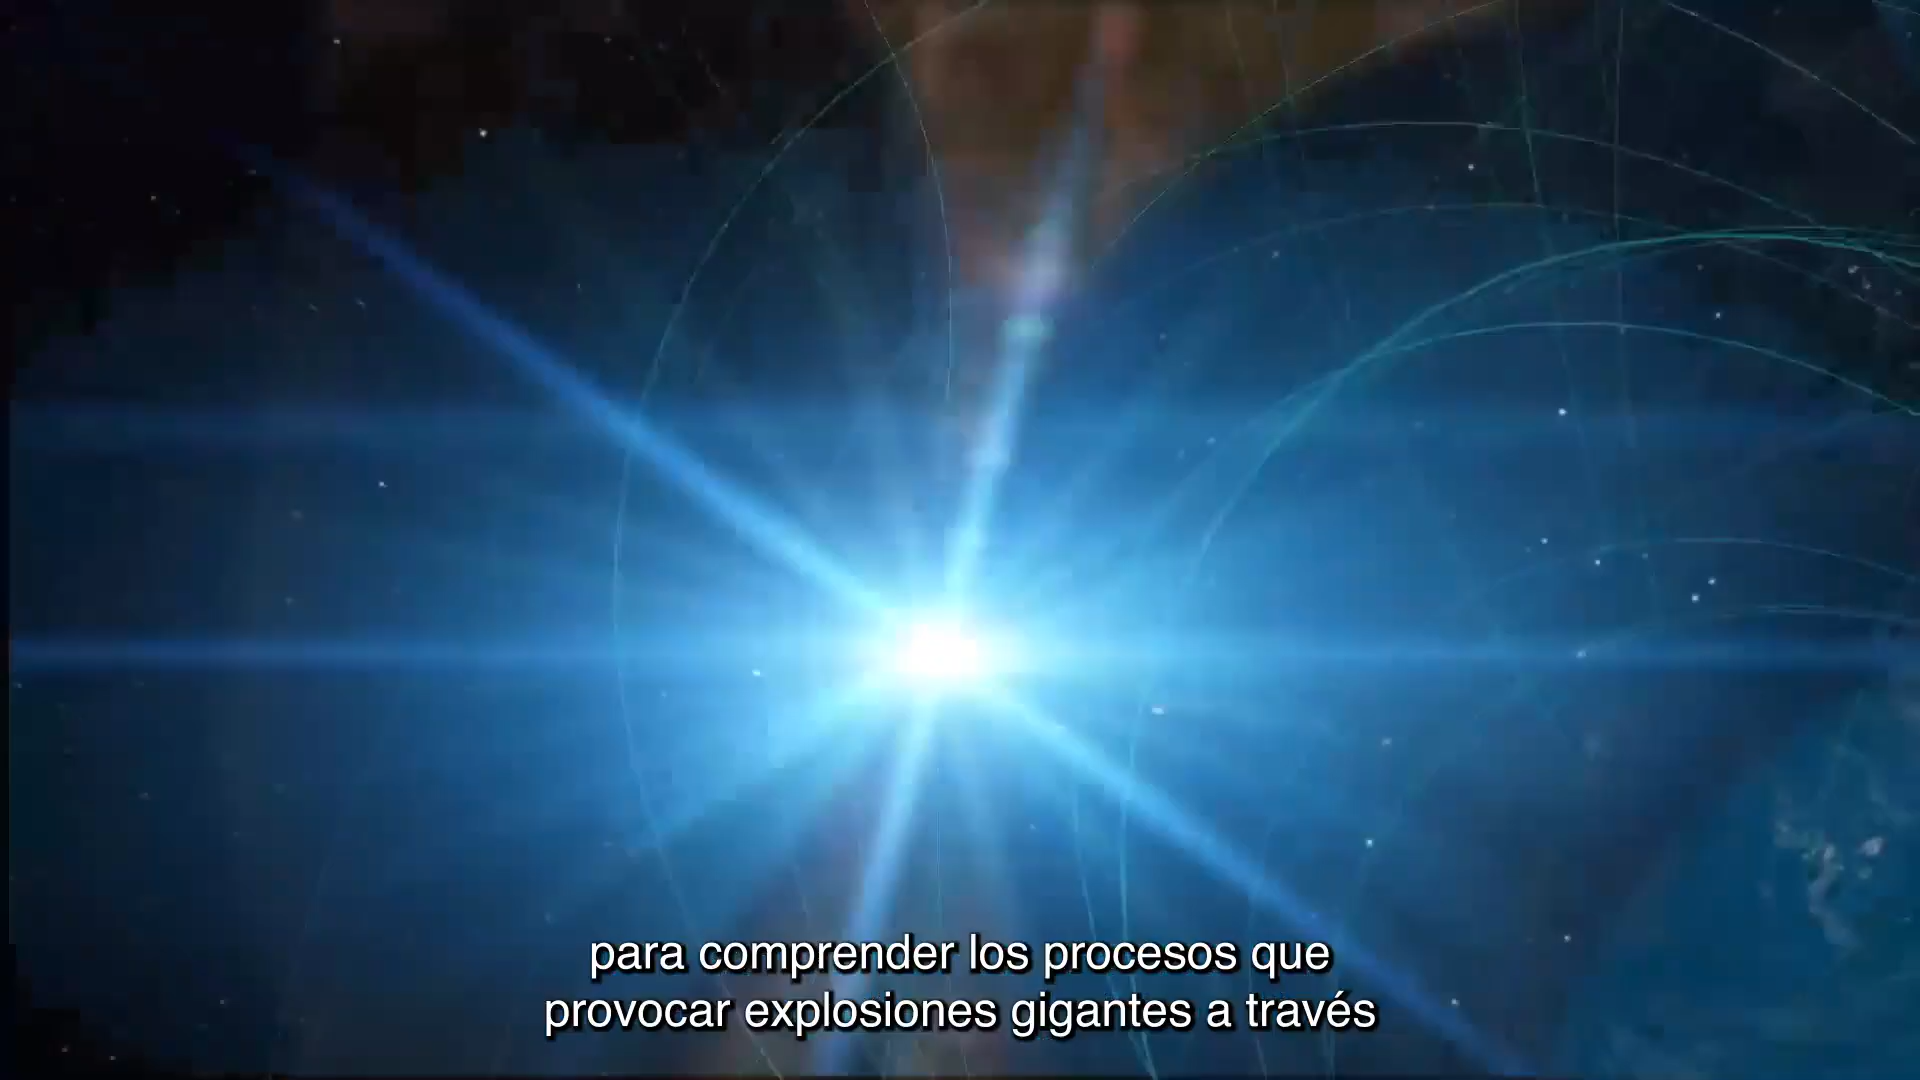 para comprender los procesos que
provocar explosiones gigantes a través